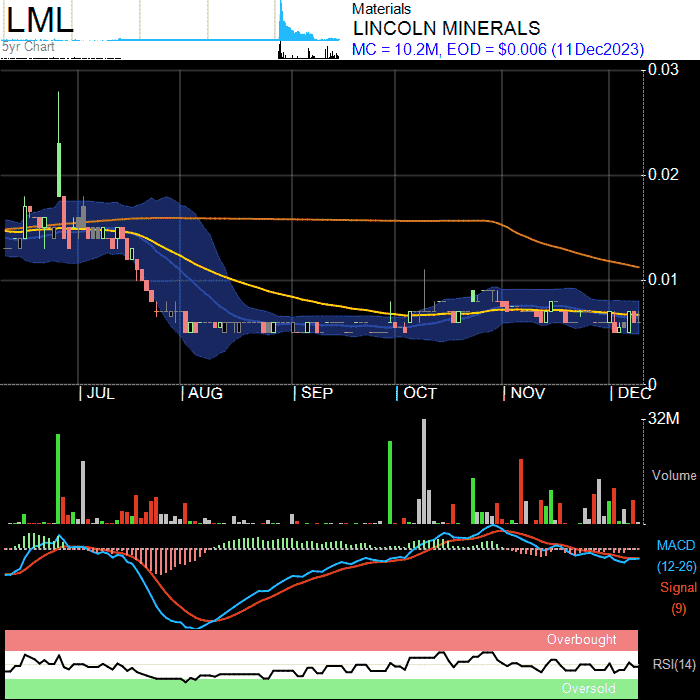 LML
5yr Chart
Materials
LINCOLN MINERALS
MC = 10.2M, EOD = $0.006 (11Dec2023)
0.03
0.02
0.01
0
JUL
AUG
SEP
OCT
NOV
DEC
32M
Volume
MACD
(12-26)
Signal
(9)
Overbought
RSI(14)
Oversold